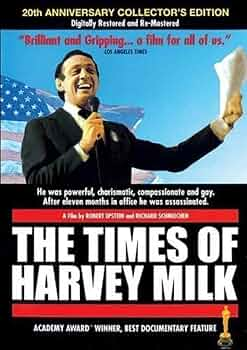 20TH ANNIVERSARY COLLECTOR'S EDITION
Digitally Restored and Re-Mastered
"Brilliant and Gripping... a film for all of us."
LOS ANGELES TIMES
He was powerful, charismatic, compassionate and gay.
After eleven months in office he was assassinated.
A Film by ROBERT EPSTEIN and RICHARD SCHMIECHEN
THE TIMES OF
HARVEY MILK
ACADEMY AWARD WINNER, BEST DOCUMENTARY FEATURE